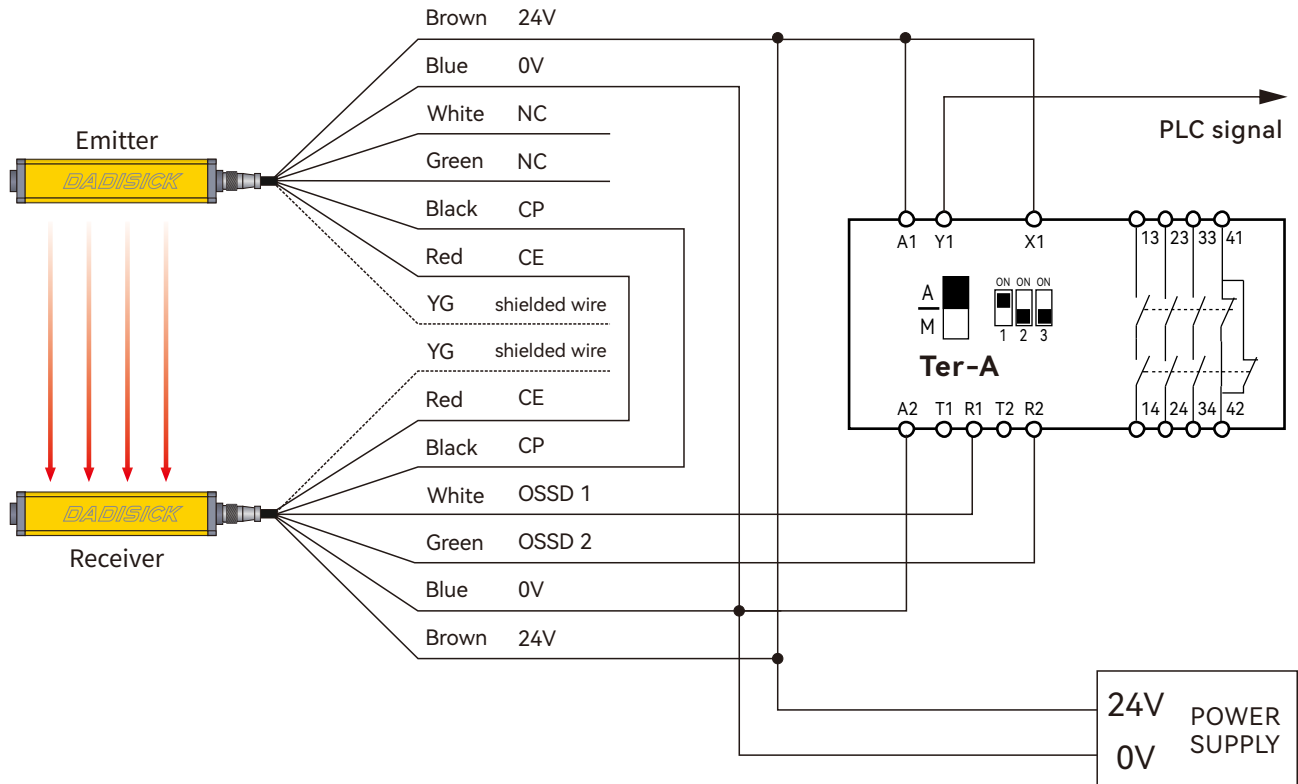 Brown 24V
Blue 0V
White NC
Green NC
Black CP
Red CE
YG shielded wire
YG shielded wire
Red CE
Black CP
White OSSD 1
Green OSSD 2
Blue 0V
Brown 24V
Emitter
DADISICK
DADISICK
Receiver
PLC signal
A1 Y1 X1 13 23 33 41
A
M
ON ON ON
1 2 3
Ter-A
A2 T1 R1 T2 R2 14 24 34 42
24V
0V
POWER
SUPPLY